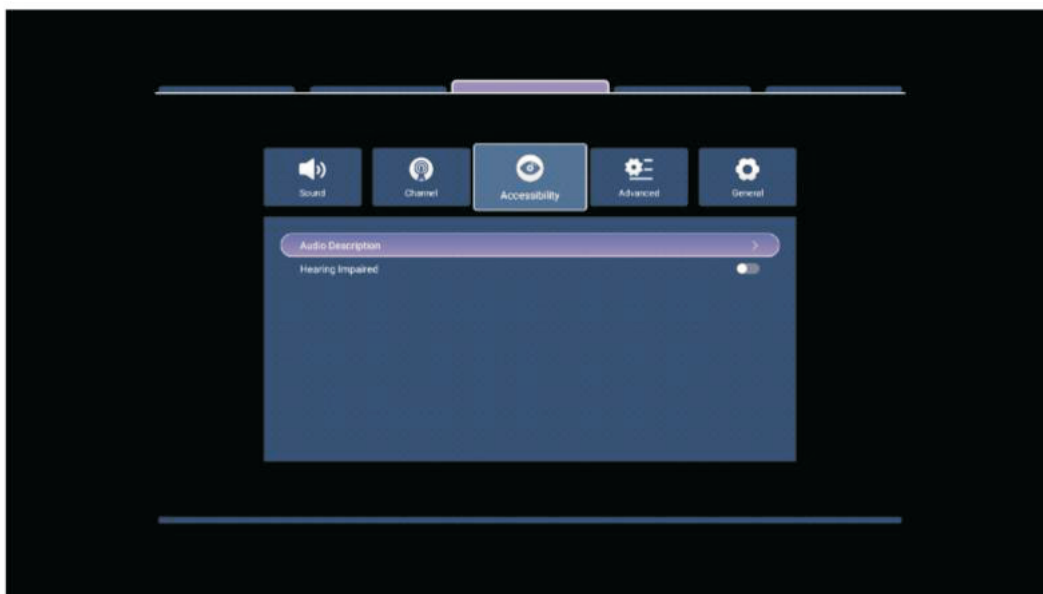 Sound Channel Accessibility Advanced General
Audio Description
Hearing Impaired